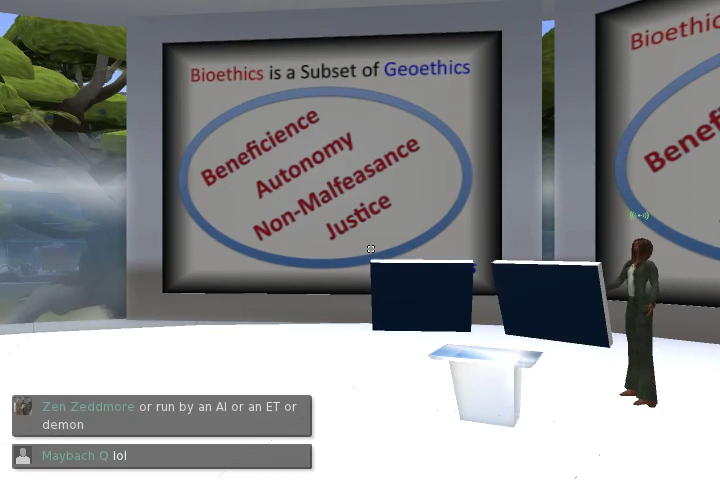 Bioethics is a Subset of Geoethics
Beneficience
Autonomy
Non-Malfeasance
Justice
Bioethic
Benef
Zen Zeddmore or run by an AI or an ET or
demon
Maybach Q lol